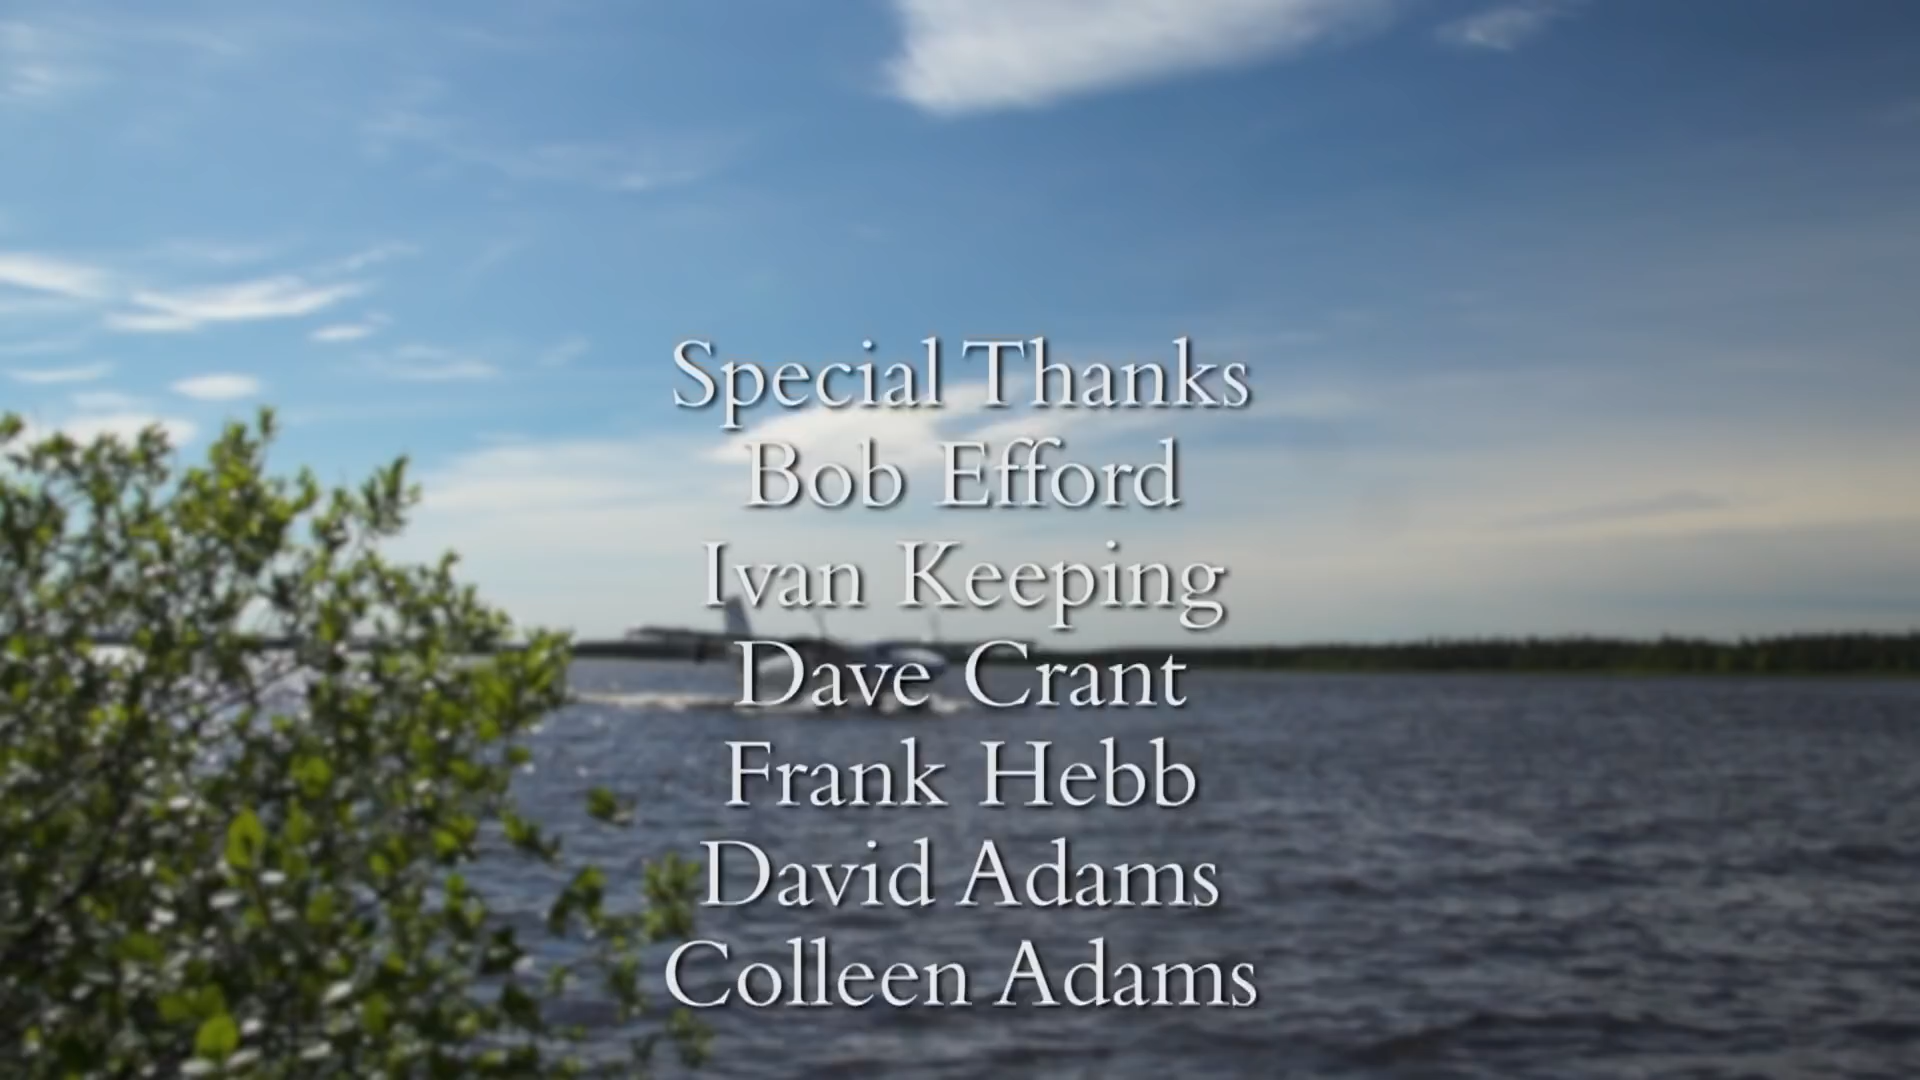 Special Thanks
Bob Efford
Ivan Keeping
Dave Crant
Frank Hebb
David Adams
Colleen Adams